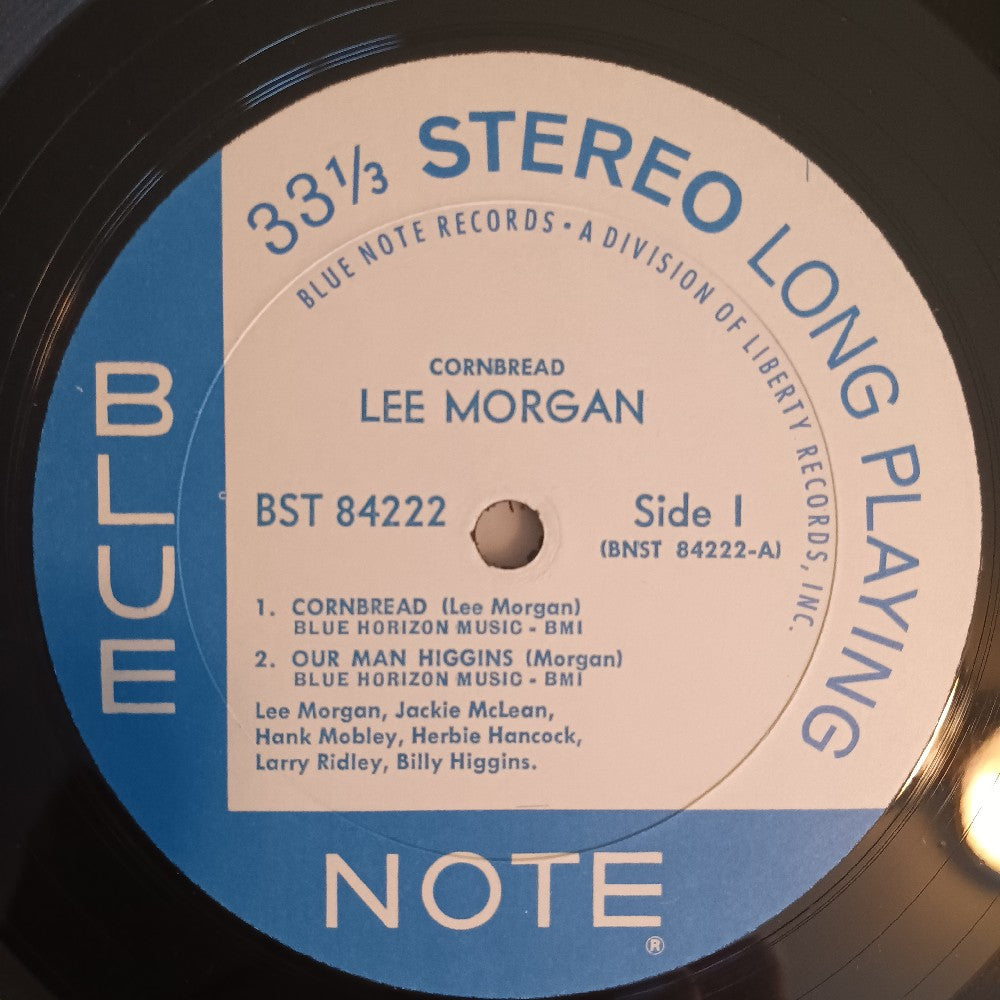 33⅓ STEREO LONG PLAYING
BLUE NOTE RECORDS • A DIVISION OF LIBERTY RECORDS, INC.
CORNBREAD
LEE MORGAN
BST 84222
Side I
(BNST 84222-A)
1. CORNBREAD (Lee Morgan)
BLUE HORIZON MUSIC - BMI
2. OUR MAN HIGGINS (Morgan)
BLUE HORIZON MUSIC - BMI
Lee Morgan, Jackie McLean,
Hank Mobley, Herbie Hancock,
Larry Ridley, Billy Higgins.
BLUE
NOTE
®